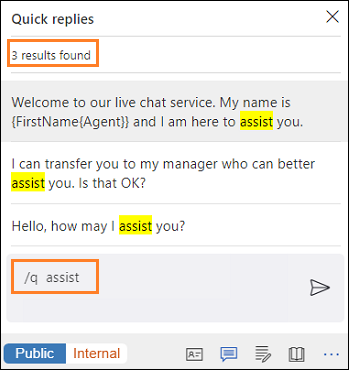 Quick replies
3 results found
Welcome to our live chat service. My name is
{FirstName{Agent}} and I am here to assist you.
I can transfer you to my manager who can better
assist you. Is that OK?
Hello, how may I assist you?
/q assist
Public Internal